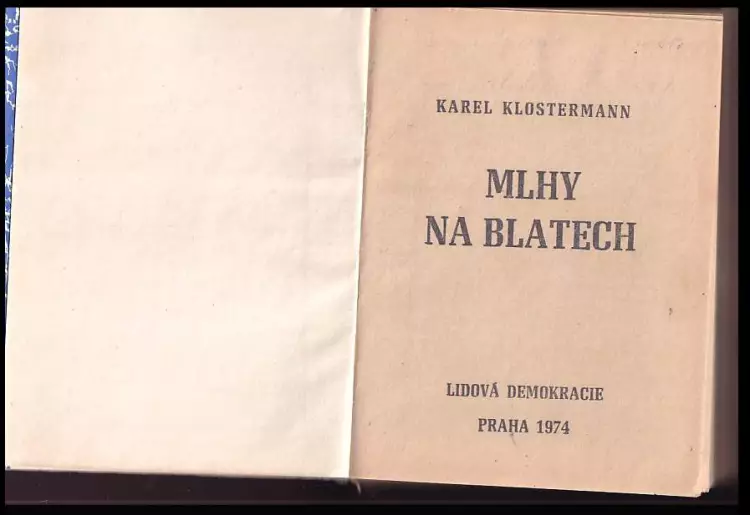 KAREL KLOSTERMANN
MLHY
NA BLATECH
LIDOVÁ DEMOKRACIE
PRAHA 1974